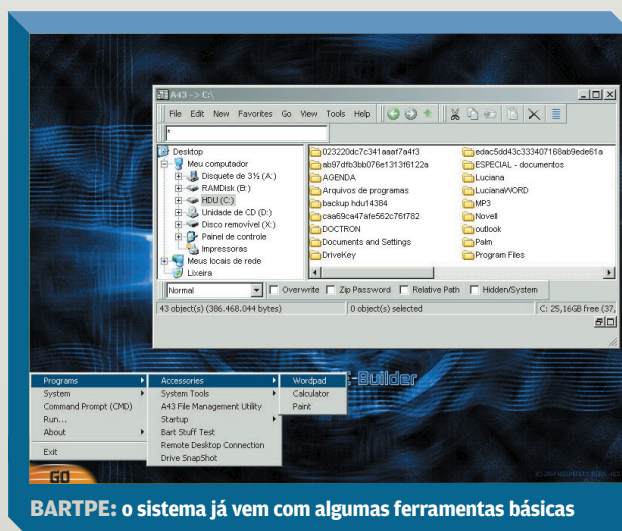 A43 -> C:\
File Edit New Favorites Go View Tools Help
*
Desktop
Meu computador
Disquete de 3½ (A:)
RAMDisk (B:)
HDU (C:)
Unidade de CD (D:)
Disco removível (X:)
Painel de controle
Impressoras
Meus locais de rede
Lixeira
023220dc7c341aaaf7a4f3
ab97dfb3bb076e1313f6122a
AGENDA
Arquivos de programas
backup hdu14384
caa69ca47afe562c76f782
DOCTRON
Documents and Settings
DriveKey
edac5dd43c333407168ab9ede61a
ESPECIAL - documentos
Luciana
LucianaWORD
MP3
Novell
outlook
Palm
Program Files
Normal Overwrite Zip Password Relative Path Hidden/System
43 object(s) (386.468.044 bytes) 0 object(s) selected C: 25,16GB free (37,
E-Builder
Programs
System
Command Prompt (CMD)
Run...
About
Exit
Accessories
System Tools
A43 File Management Utility
Startup
Bart Stuff Test
Remote Desktop Connection
Drive SnapShot
Wordpad
Calculator
Paint
GO
BARTPE: o sistema já vem com algumas ferramentas básicas